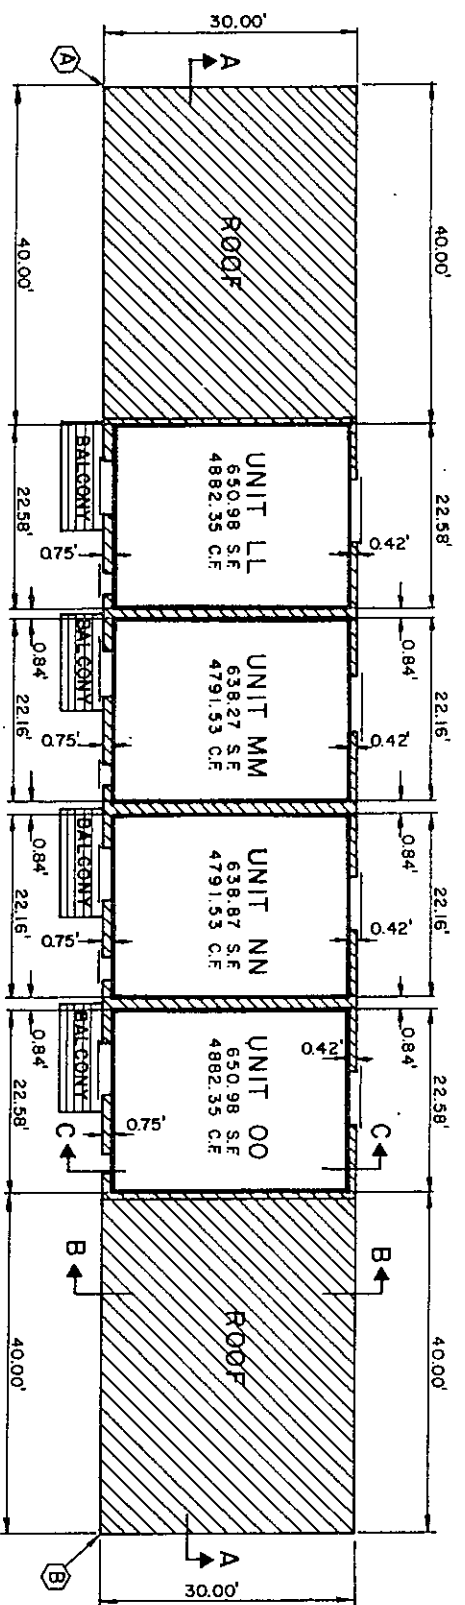 30.00'
A
A
40.00'
40.00'
ROOF
22.58'
22.58'
BALCONY
UNIT LL
650.98 S.F.
4882.35 C.F.
0.75'
0.42'
0.84'
0.84'
22.16'
22.16'
BALCONY
UNIT MM
638.27 S.F.
4791.53 C.F.
0.75'
0.42'
0.84'
0.84'
22.16'
22.16'
BALCONY
UNIT NN
638.87 S.F.
4791.53 C.F.
0.75'
0.42'
0.84'
0.84'
22.58'
22.58'
BALCONY
UNIT OO
650.98 S.F.
4882.35 C.F.
0.42'
0.75'
C
C
B
B
40.00'
40.00'
ROOF
A
B
30.00'